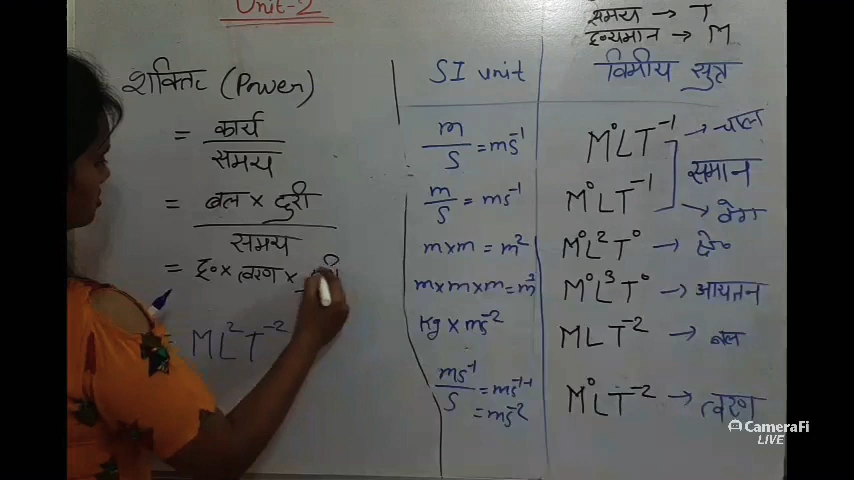 Unit-2
समय → T
द्रव्यमान → M
शक्ति: (Power)
= कार्य
समय
= बल × दुरी
समय
= द्र० × त्वरण ×
ML²T⁻²
SI unit
m/s = ms⁻¹
m/s = ms⁻¹
m×m = m²
m×m×m = m³
Kg × ms⁻²
ms⁻¹/s = ms⁻¹⁻¹
= ms⁻²
विमीय सुत्र
M⁰LT⁻¹ → चाल
समान
M⁰LT⁻¹ → वेग
M⁰L²T⁰ → क्षे०
M⁰L³T⁰ → आयतन
MLT⁻² → बल
M⁰LT⁻² → त्वरण
CameraFi
LIVE